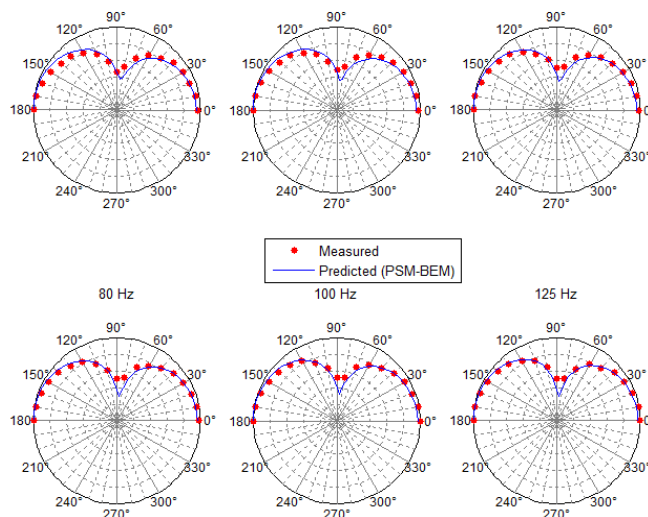 90° 90° 90°
120° 60° 120° 60° 120° 60°
150° 30° 150° 30° 150° 30°
180° 0° 180° 0° 180° 0°
210° 330° 210° 330° 210° 330°
240° 300° 240° 300° 240° 300°
270° 270° 270°
Measured
Predicted (PSM-BEM)
80 Hz 100 Hz 125 Hz
90° 90° 90°
120° 60° 120° 60° 120° 60°
150° 30° 150° 30° 150° 30°
180° 0° 180° 0° 180° 0°
210° 330° 210° 330° 210° 330°
240° 300° 240° 300° 240° 300°
270° 270° 270°